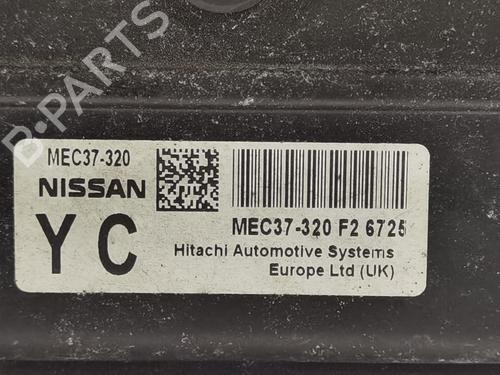 B-PARTS
MEC37-320
NISSAN
YC
MEC37-320 F2 6725
Hitachi Automotive Systems
Europe Ltd (UK)